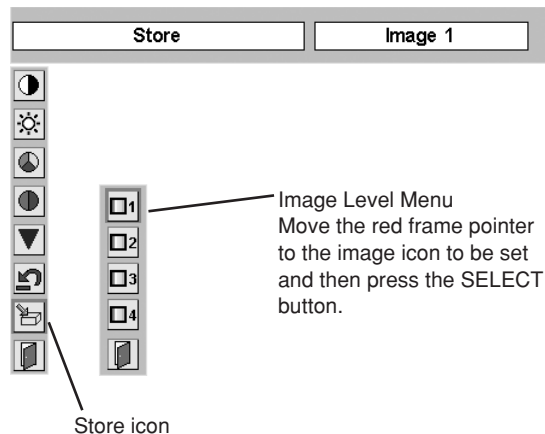 Store
Image 1
1
2
3
4
Image Level Menu
Move the red frame pointer
to the image icon to be set
and then press the SELECT
button.
Store icon